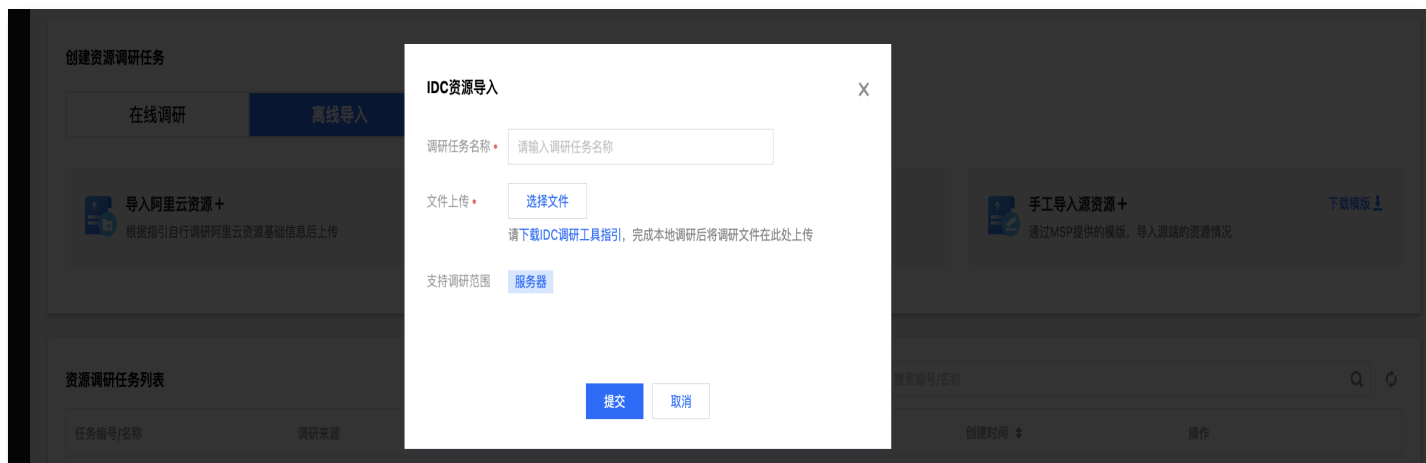 创建资源调研任务
在线调研
离线导入
导入阿里云资源+
根据指引自行调研阿里云资源基础信息后上传
IDC资源导入
X
调研任务名称 •
请输入调研任务名称
文件上传 •
选择文件
请下载IDC调研工具指引，完成本地调研后将调研文件在此处上传
支持调研范围
服务器
提交
取消
手工导入源资源+
下载模版
通过MSP提供的模版，导入源端的资源情况
资源调研任务列表
搜索编号/名称
任务编号/名称
调研来源
创建时间
操作